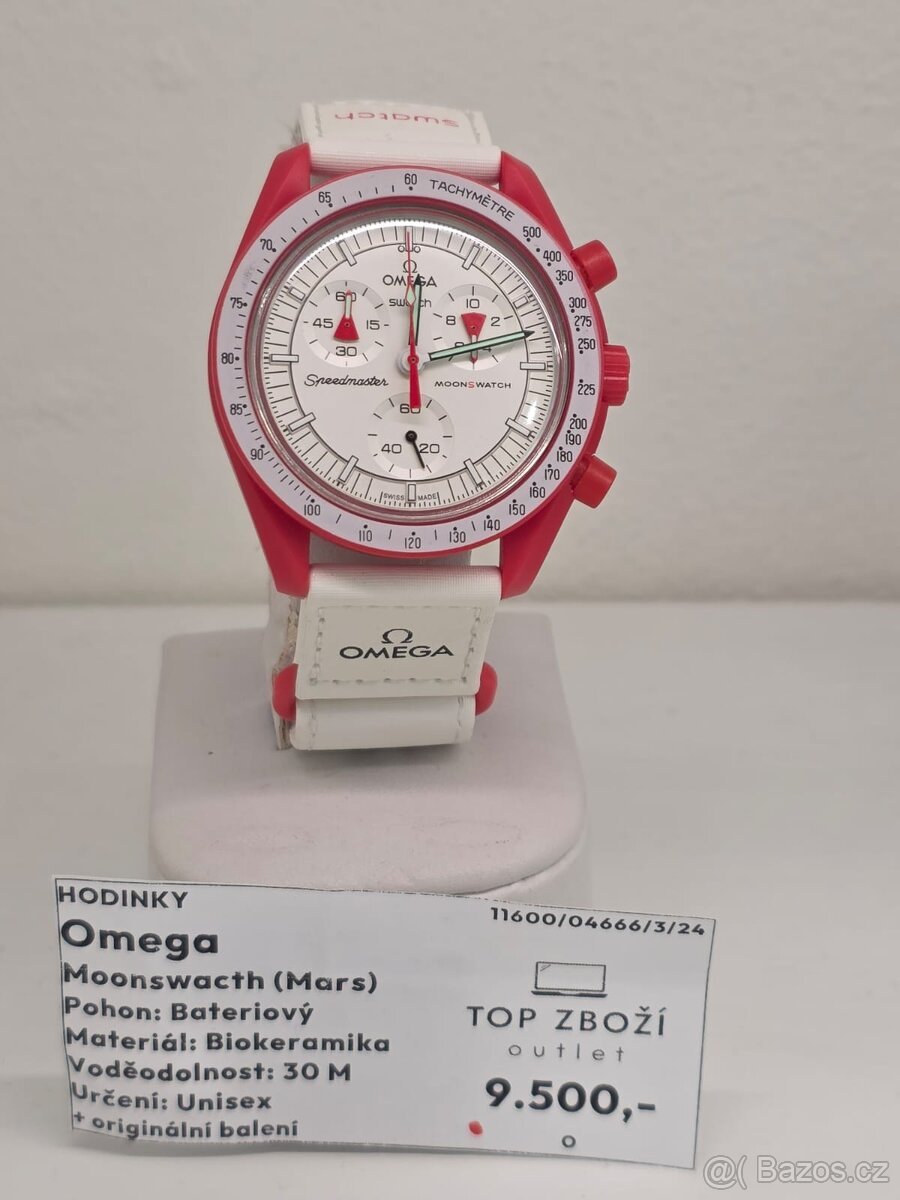 swatch
60 TACHYMÈTRE
65
500
70
400
350
300
75
275
250
80
225
85
200
190
90
180
170
160
100
150
110
120
130
140
Ω
OMEGA
swatch
60
45 15
30
10
8 2
Speedmaster
MOONSWATCH
60
40 20
SWISS MADE
Ω
OMEGA
HODINKY
11600/04666/3/24
Omega
Moonswacth (Mars)
Pohon: Bateriový
Materiál: Biokeramika
Voděodolnost: 30 M
Určení: Unisex
+ originální balení
TOP ZBOŽÍ
outlet
9.500,-
@( Bazos.cz